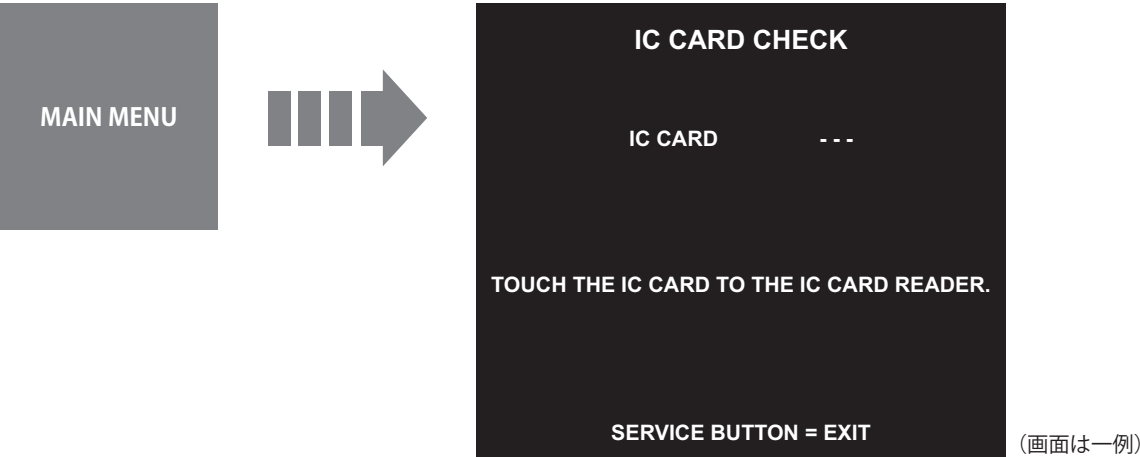 MAIN MENU
IC CARD CHECK
IC CARD - - -
TOUCH THE IC CARD TO THE IC CARD READER.
SERVICE BUTTON = EXIT
（画面は一例）